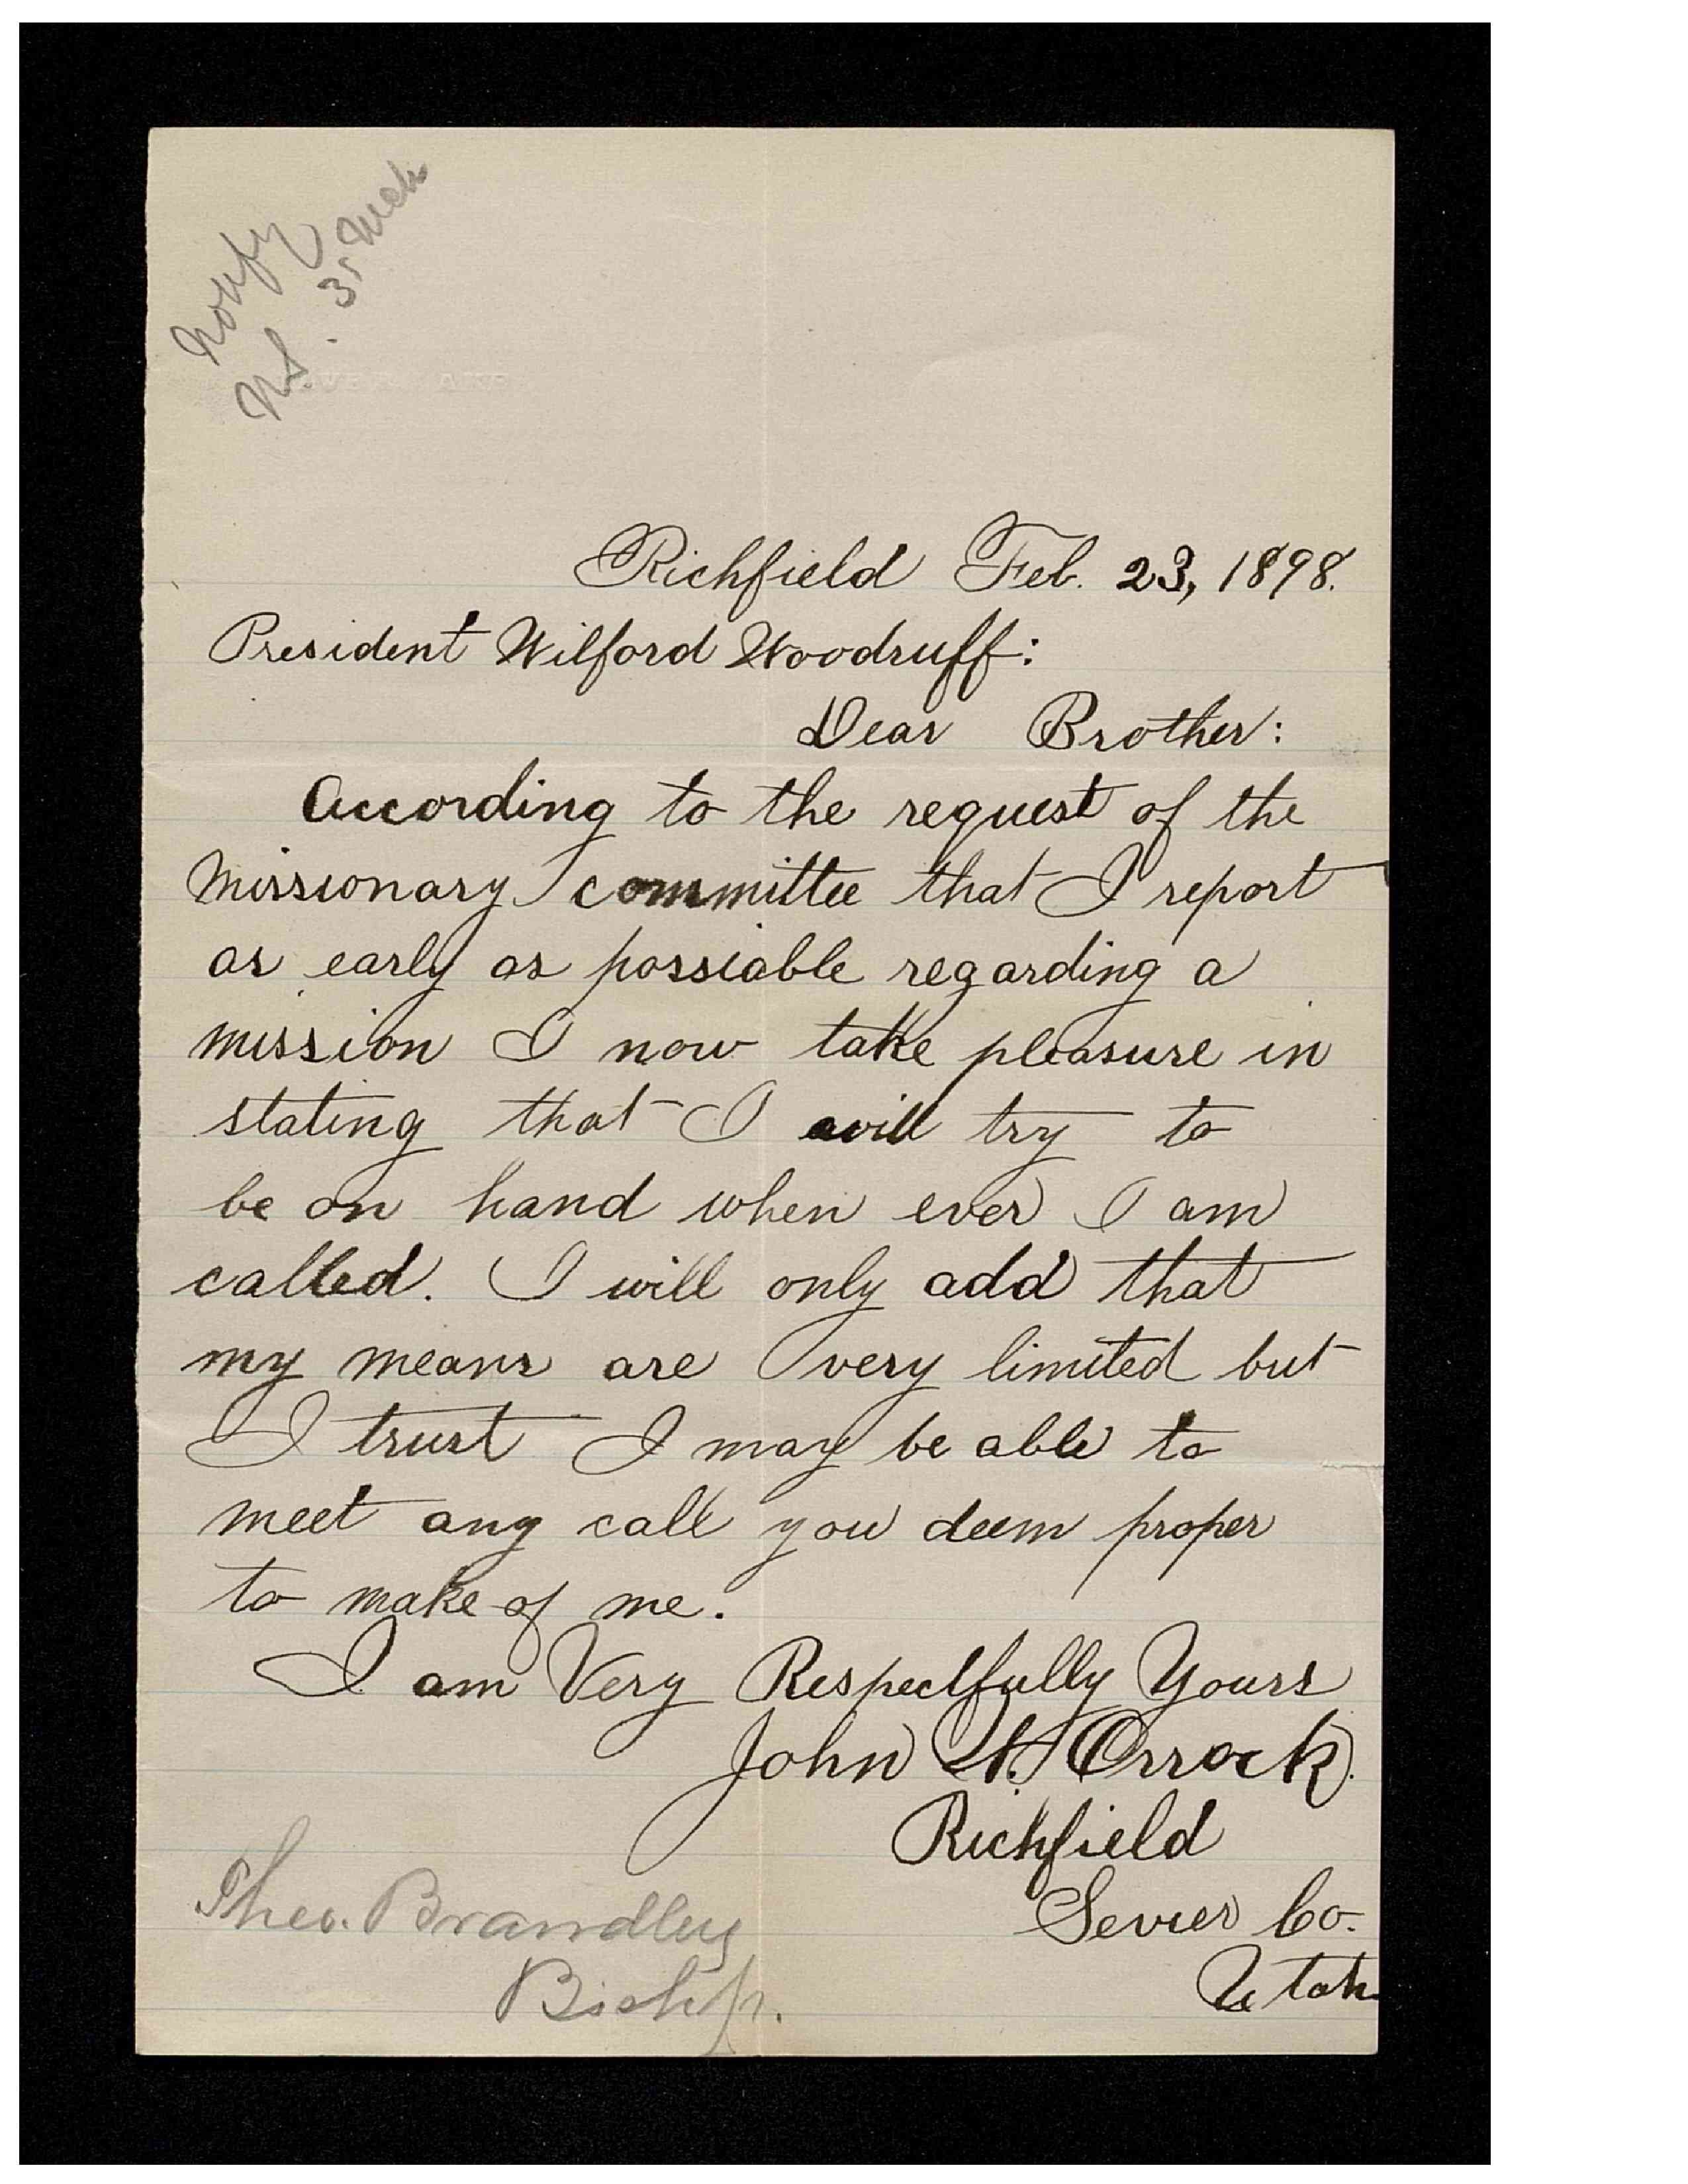 Notify
Richfield Feb. 23, 1898.
President Wilford Woodruff:
Dear Brother:
According to the request of the
Missionary committee that I report
as early as possiable regarding a
mission I now take pleasure in
stating that I will try to
be on hand when ever I am
called. I will only add that
my means are very limited but
I trust I may be able to
meet any call you deem proper
to make of me.
I am Very Respectfully Yours
John Orrock.
Richfield
Sevier Co.
Utah
Theo. Brandley
Bishp.